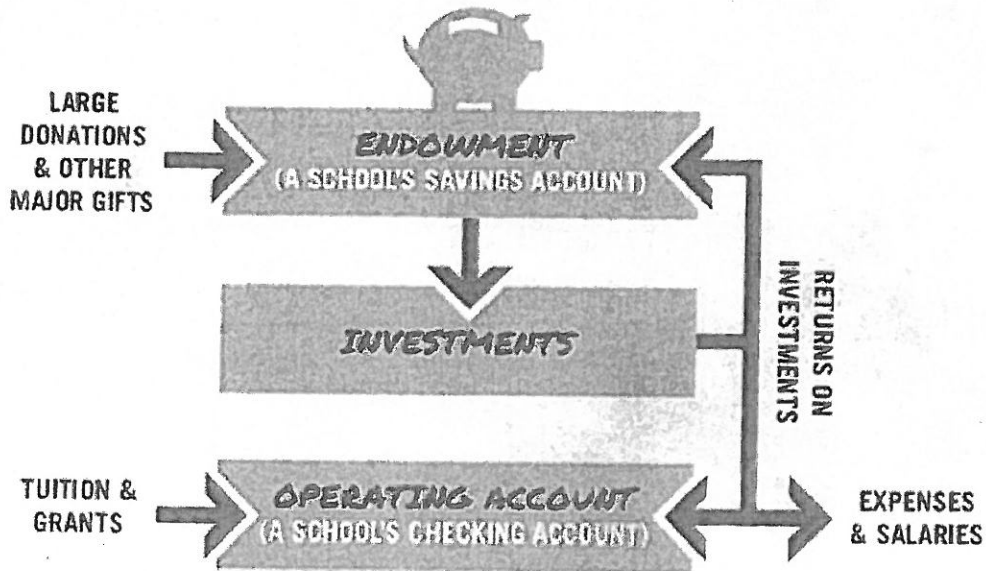 LARGE
DONATIONS
& OTHER
MAJOR GIFTS
ENDOWMENT
(A SCHOOL'S SAVINGS ACCOUNT)
INVESTMENTS
RETURNS ON
INVESTMENTS
TUITION &
GRANTS
OPERATING ACCOUNT
(A SCHOOL'S CHECKING ACCOUNT)
EXPENSES
& SALARIES